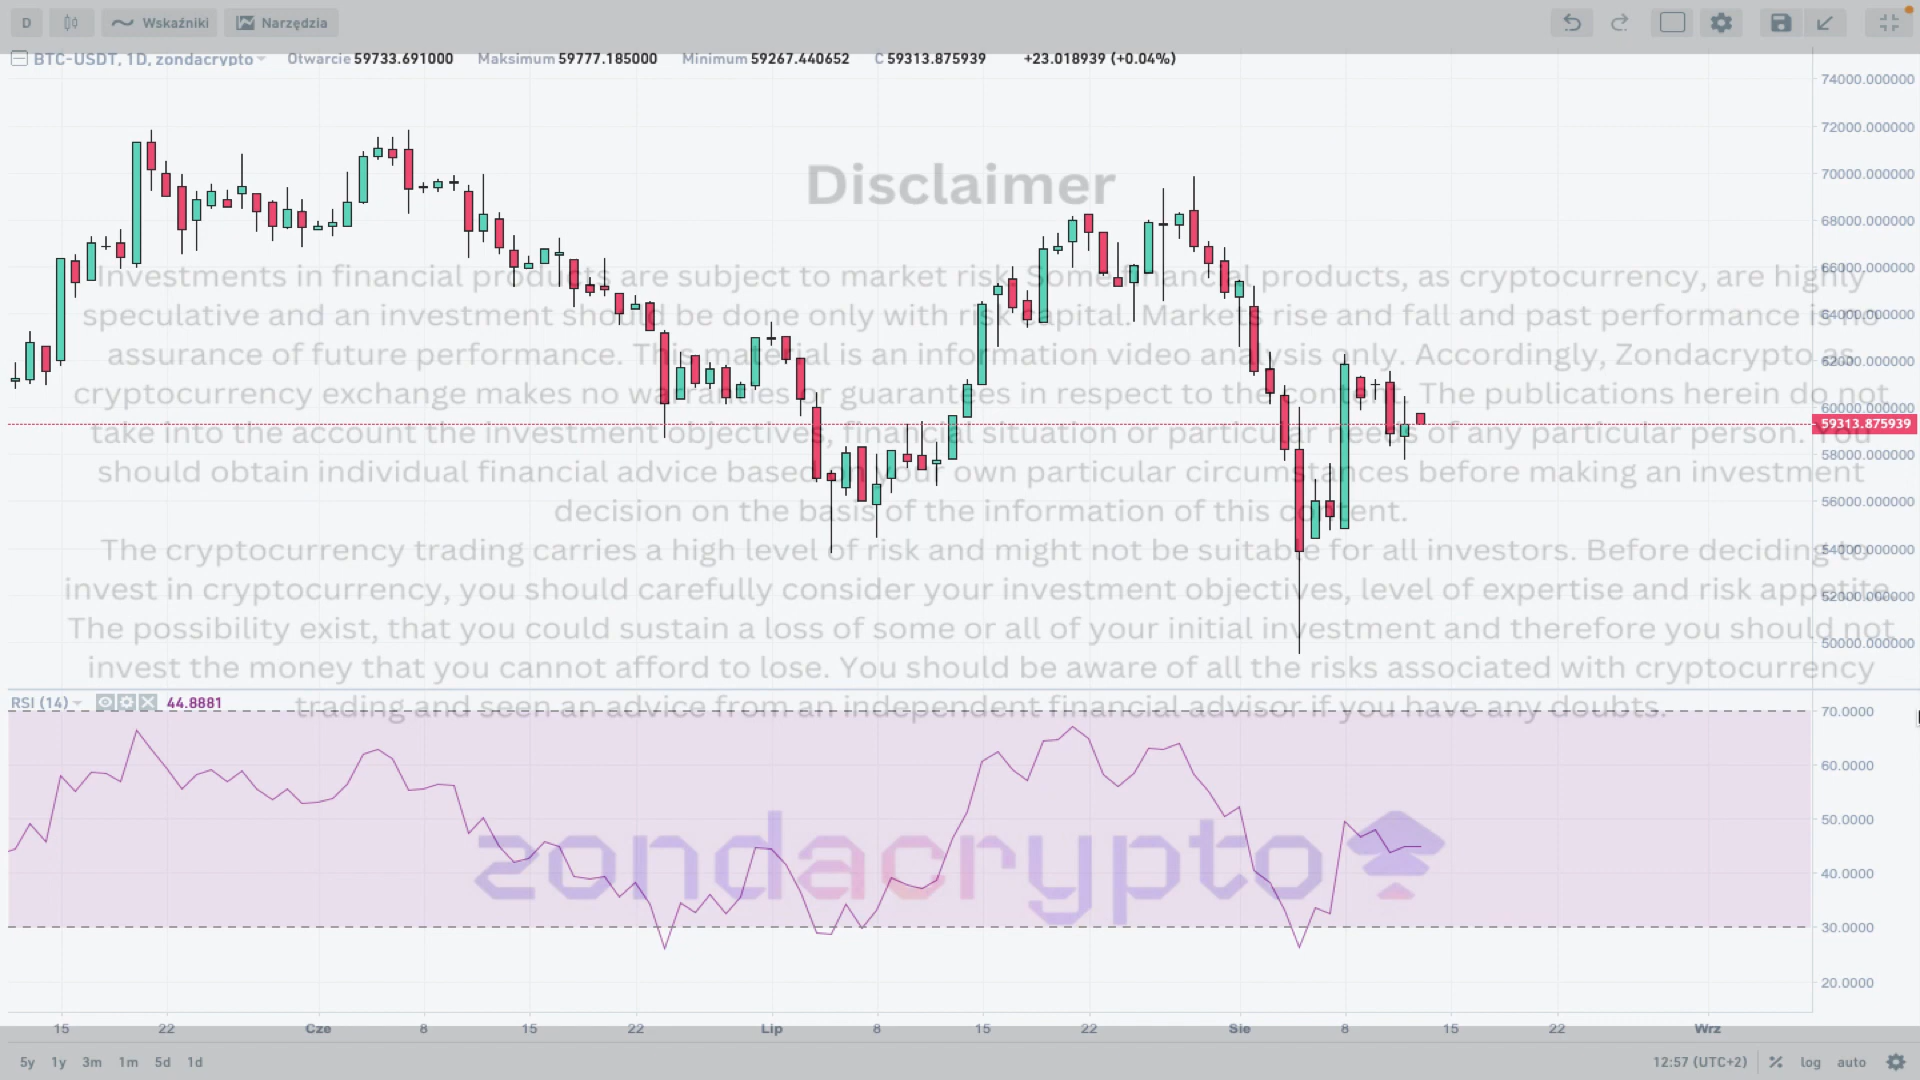 D Wskaźniki Narzędzia
BTC-USDT, 1D, zondacrypto Otwarcie 59733.691000 Maksimum 59777.185000 Minimum 59267.440652 C 59313.875939 +23.018939 (+0.04%)
74000.000000
72000.000000
70000.000000
68000.000000
66000.000000
64000.000000
62000.000000
60000.000000
59313.875939
58000.000000
56000.000000
54000.000000
52000.000000
50000.000000
Disclaimer
Investments in financial products are subject to market risk. Some financial products, as cryptocurrency, are highly
speculative and an investment should be done only with risk capital. Markets rise and fall and past performance is no
assurance of future performance. This material is an information video analysis only. Accordingly, Zondacrypto as
cryptocurrency exchange makes no warranties or guarantees in respect to the content. The publications herein do not
take into the account the investment objectives, financial situation or particular needs of any particular person. You
should obtain individual financial advice based on your own particular circumstances before making an investment
decision on the basis of the information of this content.
The cryptocurrency trading carries a high level of risk and might not be suitable for all investors. Before deciding to
invest in cryptocurrency, you should carefully consider your investment objectives, level of expertise and risk appetite.
The possibility exist, that you could sustain a loss of some or all of your initial investment and therefore you should not
invest the money that you cannot afford to lose. You should be aware of all the risks associated with cryptocurrency
trading and seen an advice from an independent financial advisor if you have any doubts.
RSI (14) 44.8881
70.0000
60.0000
50.0000
40.0000
30.0000
20.0000
zondacrypto
15 22 Cze 8 15 22 Lip 8 15 22 Sie 8 15 22 Wrz
5y 1y 3m 1m 5d 1d 12:57 (UTC+2) % log auto